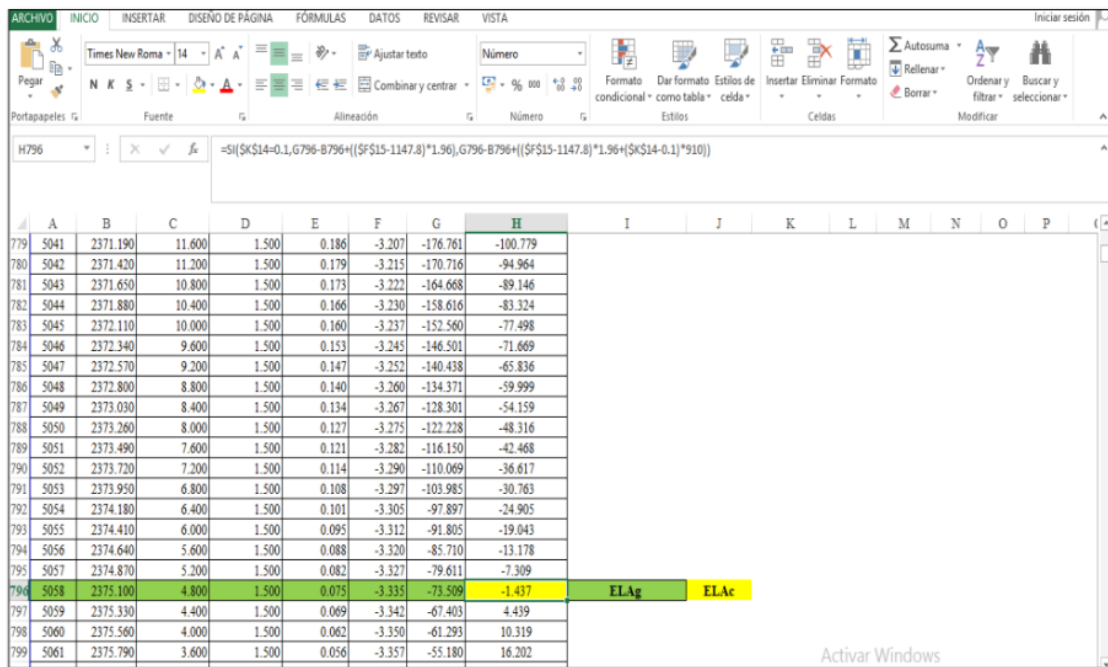 ARCHIVO INICIO INSERTAR DISEÑO DE PÁGINA FÓRMULAS DATOS REVISAR VISTA Iniciar sesión
Pegar
Times New Roma 14 A A
N K S
Ajustar texto
Combinar y centrar
Número
% 000
Formato condicional
Dar formato como tabla
Estilos de celda
Insertar Eliminar Formato
Autosuma
Rellenar
Borrar
Ordenar y filtrar
Buscar y seleccionar
Portapapeles Fuente Alineación Número Estilos Celdas Modificar
H796 fx =SI($K$14=0.1,G796-B796+(($F$15-1147.8)*1.96),G796-B796+(($F$15-1147.8)*1.96+($K$14-0.1)*910))
A B C D E F G H I J K L M N O P
779 5041 2371.190 11.600 1.500 0.186 -3.207 -176.761 -100.779
780 5042 2371.420 11.200 1.500 0.179 -3.215 -170.716 -94.964
781 5043 2371.650 10.800 1.500 0.173 -3.222 -164.668 -89.146
782 5044 2371.880 10.400 1.500 0.166 -3.230 -158.616 -83.324
783 5045 2372.110 10.000 1.500 0.160 -3.237 -152.560 -77.498
784 5046 2372.340 9.600 1.500 0.153 -3.245 -146.501 -71.669
785 5047 2372.570 9.200 1.500 0.147 -3.252 -140.438 -65.836
786 5048 2372.800 8.800 1.500 0.140 -3.260 -134.371 -59.999
787 5049 2373.030 8.400 1.500 0.134 -3.267 -128.301 -54.159
788 5050 2373.260 8.000 1.500 0.127 -3.275 -122.228 -48.316
789 5051 2373.490 7.600 1.500 0.121 -3.282 -116.150 -42.468
790 5052 2373.720 7.200 1.500 0.114 -3.290 -110.069 -36.617
791 5053 2373.950 6.800 1.500 0.108 -3.297 -103.985 -30.763
792 5054 2374.180 6.400 1.500 0.101 -3.305 -97.897 -24.905
793 5055 2374.410 6.000 1.500 0.095 -3.312 -91.805 -19.043
794 5056 2374.640 5.600 1.500 0.088 -3.320 -85.710 -13.178
795 5057 2374.870 5.200 1.500 0.082 -3.327 -79.611 -7.309
796 5058 2375.100 4.800 1.500 0.075 -3.335 -73.509 -1.437 ELAg ELAc
797 5059 2375.330 4.400 1.500 0.069 -3.342 -67.403 4.439
798 5060 2375.560 4.000 1.500 0.062 -3.350 -61.293 10.319
799 5061 2375.790 3.600 1.500 0.056 -3.357 -55.180 16.202
Activar Windows